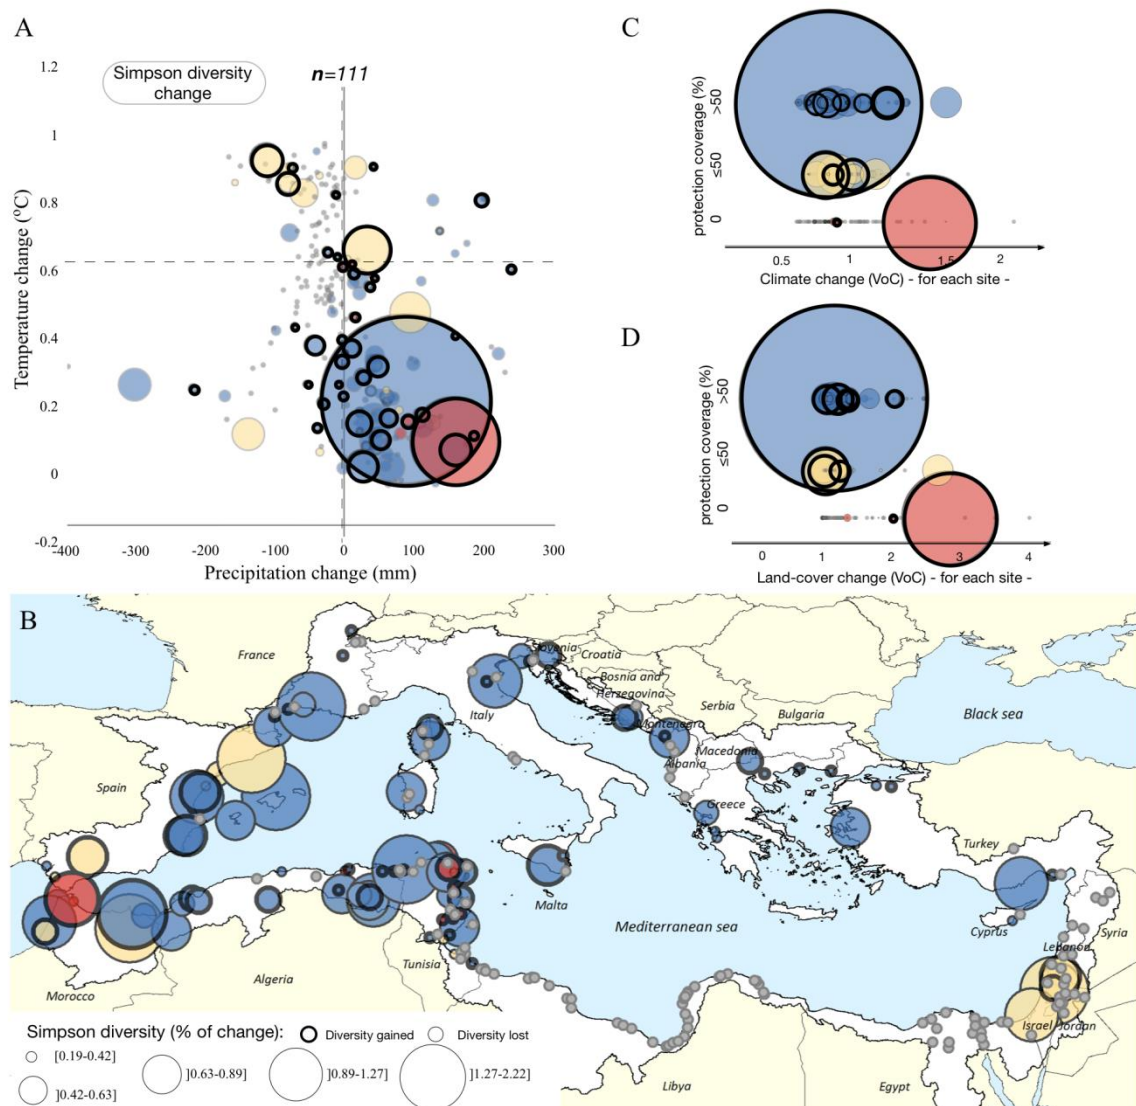 A
Simpson diversity
change
n=111
Temperature change (ºC)
1.2
1
0.8
0.6
0.4
0.2
0
-0.2
-400
-200
-100
0
100
200
300
Precipitation change (mm)
C
protection coverage (%)
>50
≤50
0
0.5
1
1.5
2
Climate change (VoC) - for each site -
D
protection coverage (%)
>50
≤50
0
0
1
2
3
4
Land-cover change (VoC) - for each site -
B
France
Slovenia
Croatia
Bosnia and
Herzegovina
Serbia
Italy
Montenegro
Bulgaria
Black sea
Macedonia
Albania
Spain
Greece
Turkey
Malta
Mediterranean sea
Cyprus
Syria
Lebanon
Tunisia
Algeria
Morocco
Israel
Jordan
Libya
Egypt
Simpson diversity (% of change):
Diversity gained
Diversity lost
[0.19-0.42]
]0.42-0.63]
]0.63-0.89]
]0.89-1.27]
]1.27-2.22]